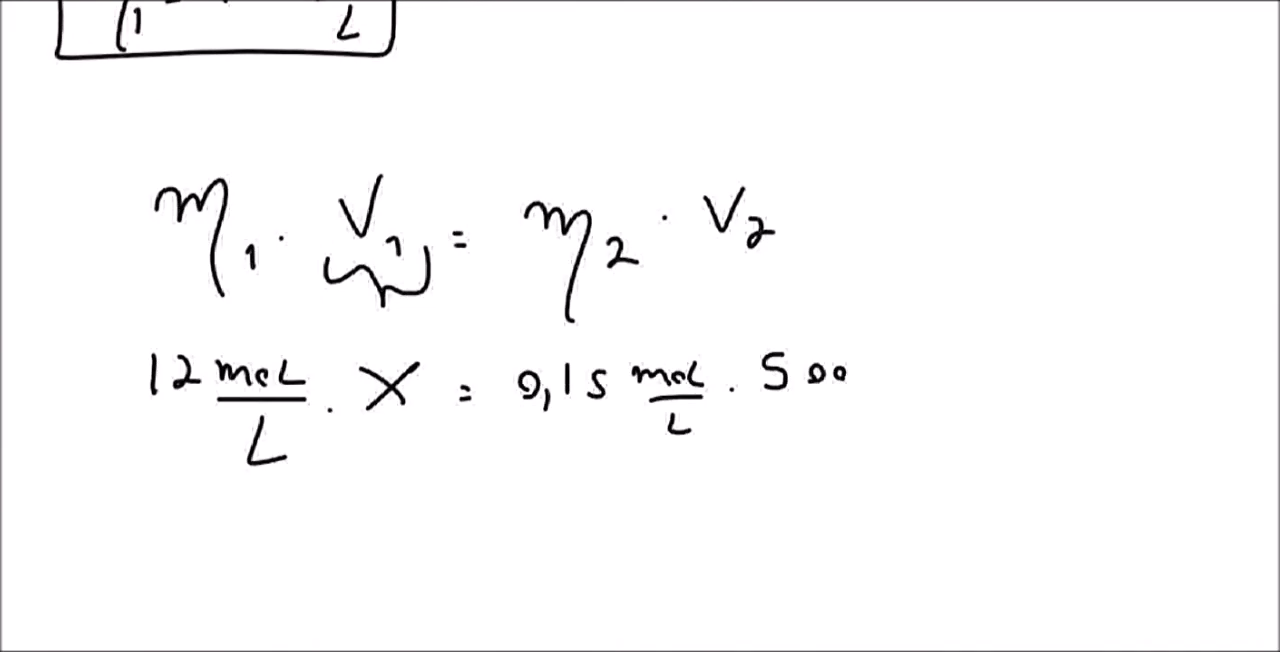 L
m₁ · V₁ = m₂ · V₂
12 mol/L . X = 0,15 mol/L . 500